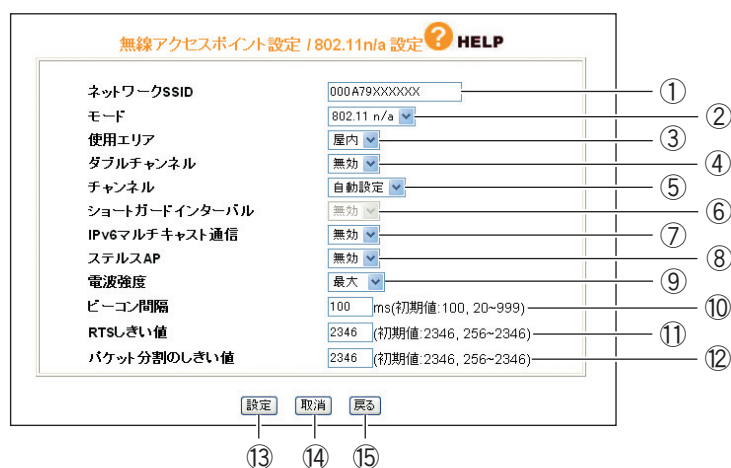 無線アクセスポイント設定 / 802.11n/a 設定 ? HELP
ネットワークSSID 000A79XXXXXX ①
モード 802.11 n/a ②
使用エリア 屋内 ③
ダブルチャンネル 無効 ④
チャンネル 自動設定 ⑤
ショートガードインターバル 無効 ⑥
IPv6マルチキャスト通信 無効 ⑦
ステルスAP 無効 ⑧
電波強度 最大 ⑨
ビーコン間隔 100 ms(初期値:100, 20~999) ⑩
RTSしきい値 2346 (初期値:2346, 256~2346) ⑪
パケット分割のしきい値 2346 (初期値:2346, 256~2346) ⑫
設定 取消 戻る
⑬ ⑭ ⑮